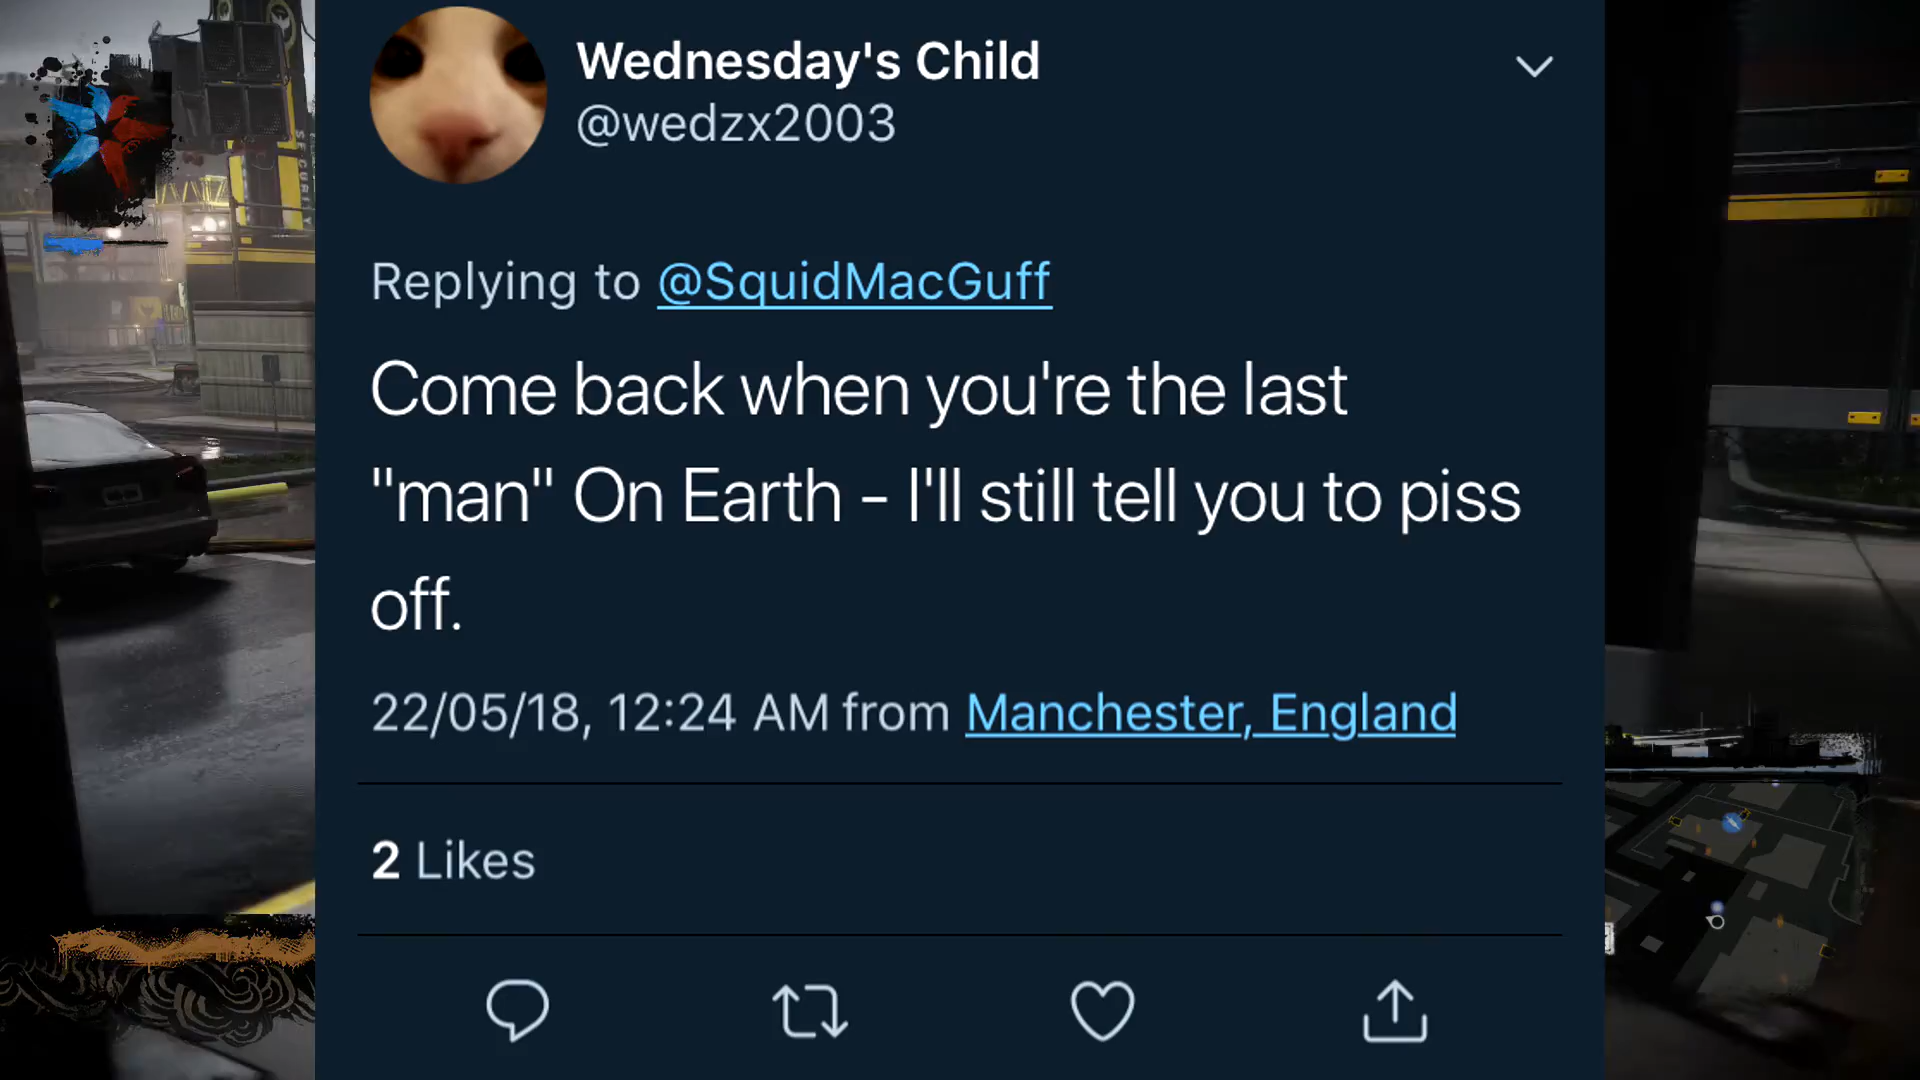 Wednesday's Child
@wedzx2003
Replying to @SquidMacGuff
Come back when you're the last
"man" On Earth - I'll still tell you to piss
off.
22/05/18, 12:24 AM from Manchester, England
2 Likes